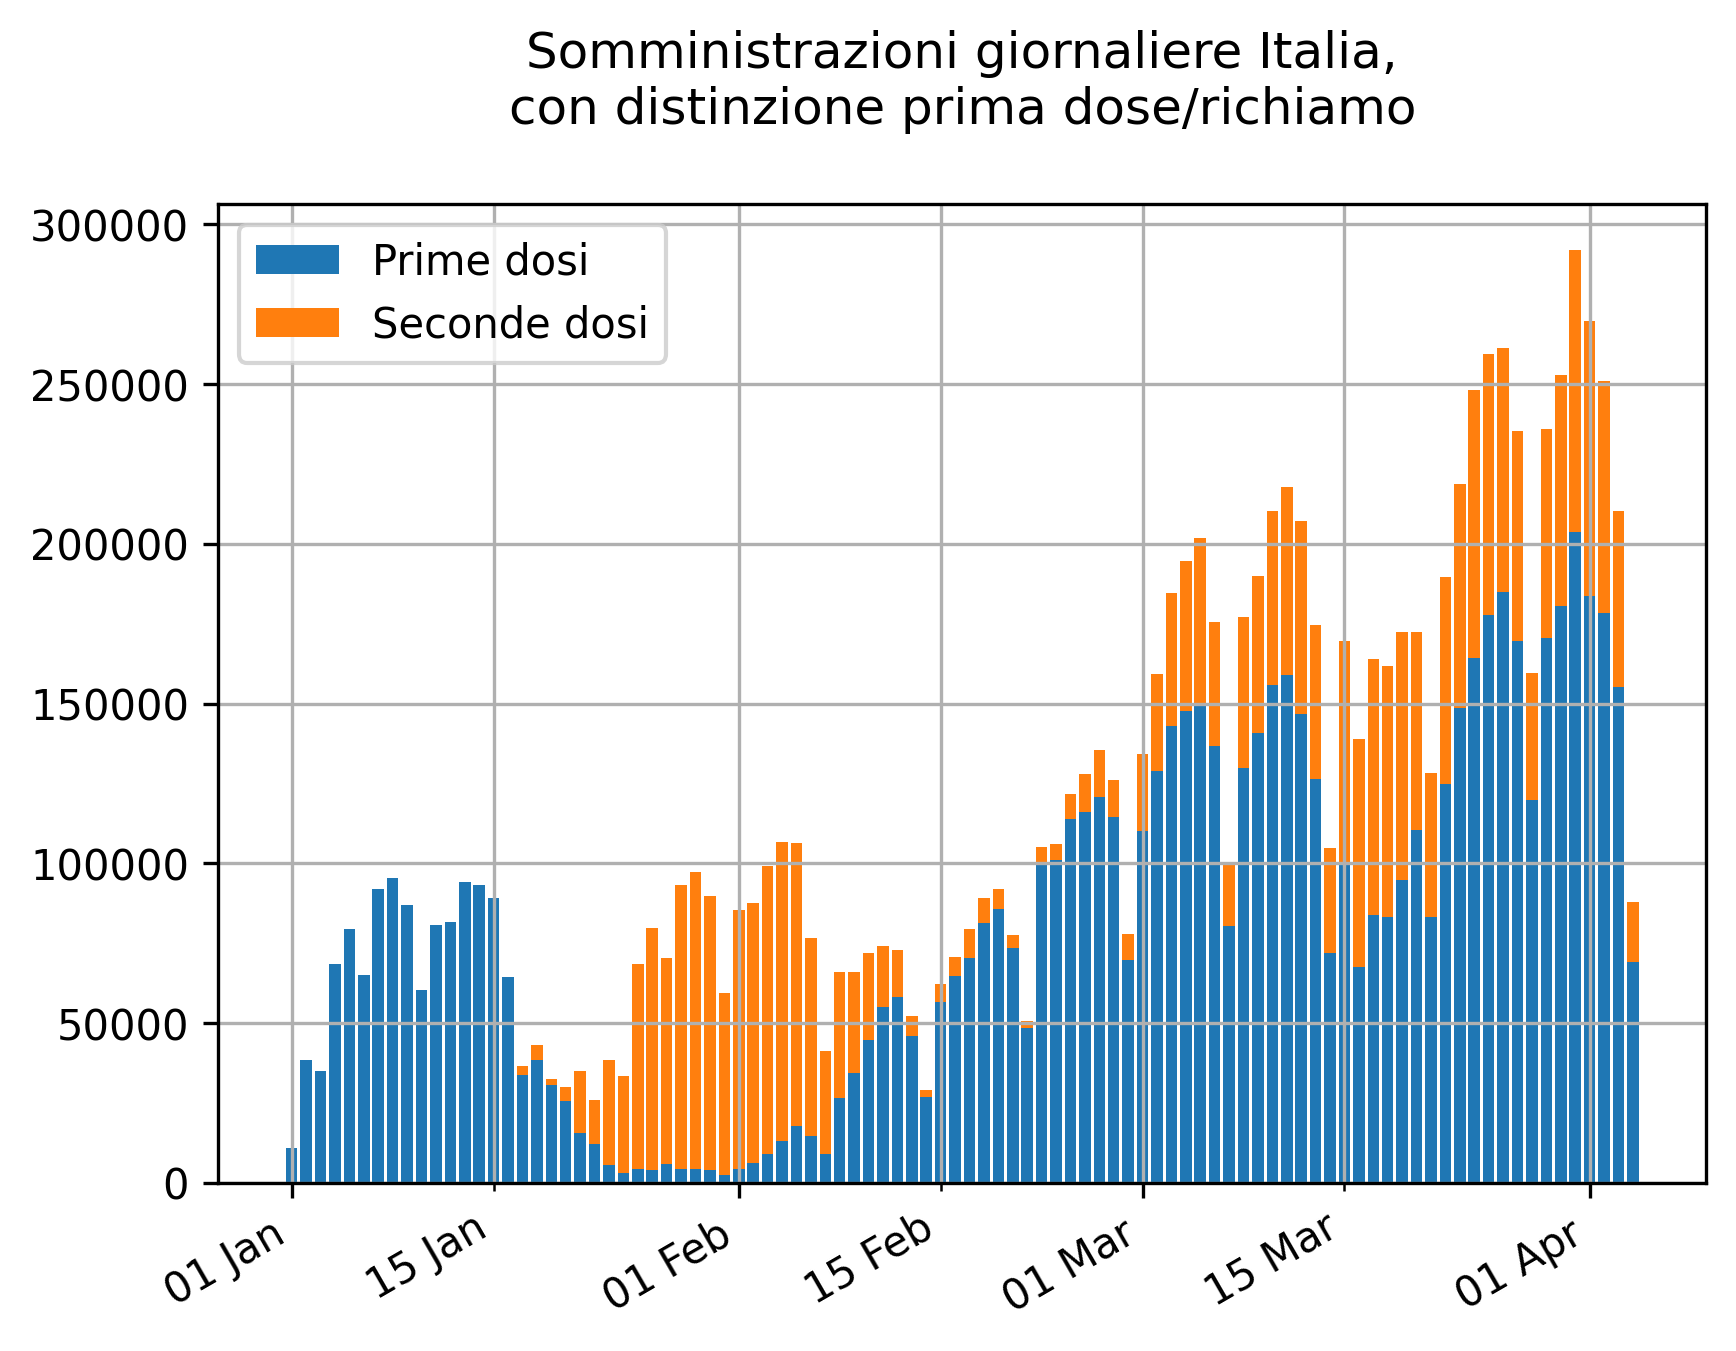 Somministrazioni giornaliere Italia,
con distinzione prima dose/richiamo
300000
250000
200000
150000
100000
50000
0
Prime dosi
Seconde dosi
01 Jan
15 Jan
01 Feb
15 Feb
01 Mar
15 Mar
01 Apr